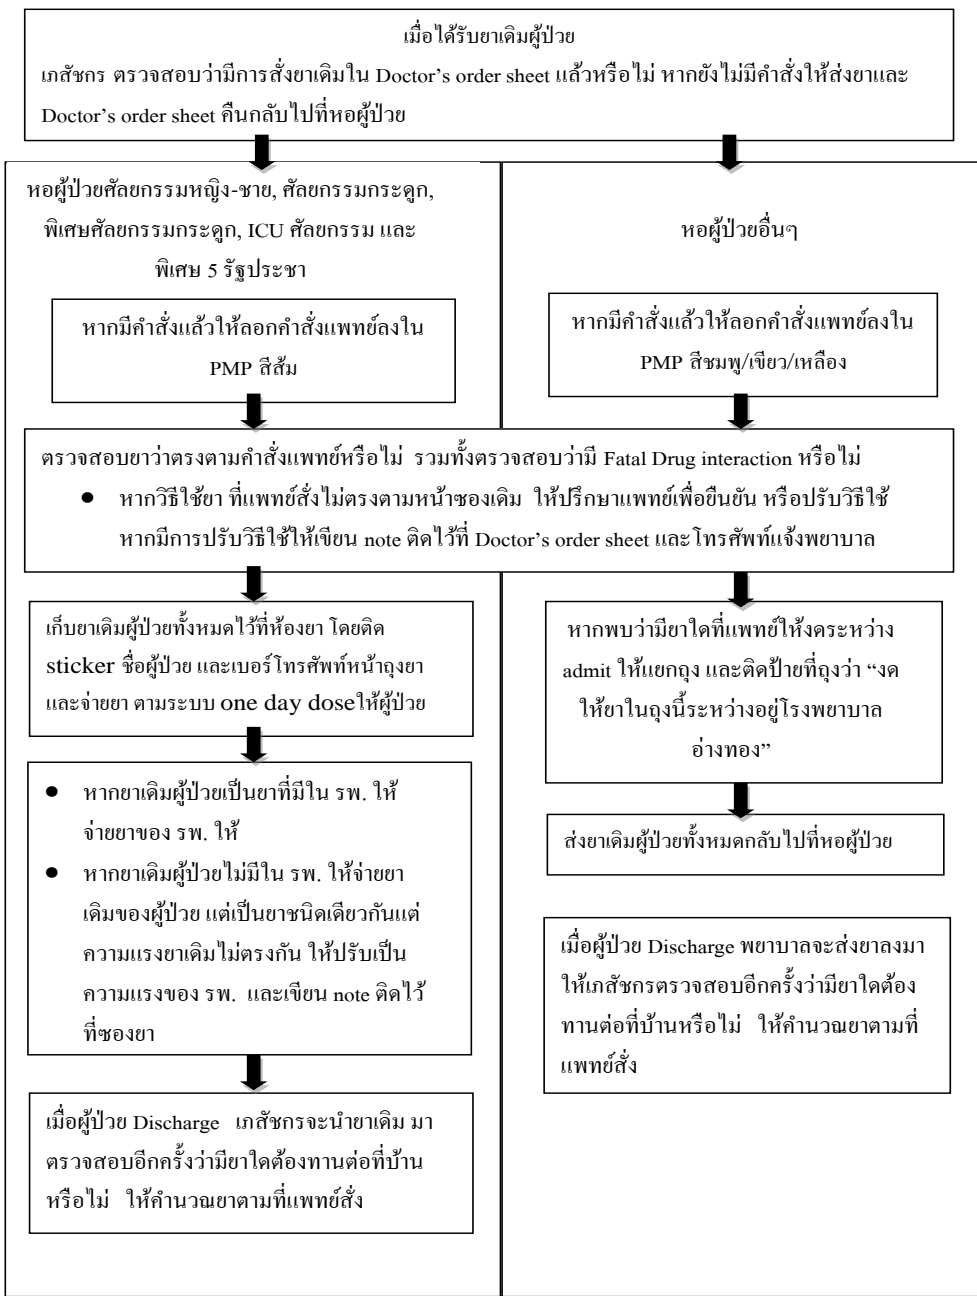 เมื่อได้รับยาเดิมผู้ป่วย
เภสัชกร ตรวจสอบว่ามีการสั่งยาเดิมใน Doctor's order sheet แล้วหรือไม่ หากยังไม่มีคำสั่งให้ส่งยาและ
Doctor's order sheet คืนกลับไปที่หอผู้ป่วย
หอผู้ป่วยศัลยกรรมหญิง-ชาย, ศัลยกรรมกระดูก,
พิเศษศัลยกรรมกระดูก, ICU ศัลยกรรม และ
พิเศษ 5 รัฐประชา
หากมีคำสั่งแล้วให้ลอกคำสั่งแพทย์ลงใน
PMP สีส้ม
หอผู้ป่วยอื่นๆ
หากมีคำสั่งแล้วให้ลอกคำสั่งแพทย์ลงใน
PMP สีชมพู/เขียว/เหลือง
ตรวจสอบยาว่าตรงตามคำสั่งแพทย์หรือไม่ รวมทั้งตรวจสอบว่ามี Fatal Drug interaction หรือไม่
● หากวิธีใช้ยา ที่แพทย์สั่งไม่ตรงตามหน้าซองเดิม ให้ปรึกษาแพทย์เพื่อยืนยัน หรือปรับวิธีใช้
หากมีการปรับวิธีใช้ให้เขียน note ติดไว้ที่ Doctor's order sheet และโทรศัพท์แจ้งพยาบาล
เก็บยาเดิมผู้ป่วยทั้งหมดไว้ที่ห้องยา โดยติด
sticker ชื่อผู้ป่วย และเบอร์โทรศัพท์หน้าถุงยา
และจ่ายยา ตามระบบ one day doseให้ผู้ป่วย
● หากยาเดิมผู้ป่วยเป็นยาที่มีใน รพ. ให้
จ่ายยาของ รพ. ให้
● หากยาเดิมผู้ป่วยไม่มีใน รพ. ให้จ่ายยา
เดิมของผู้ป่วย แต่เป็นยาชนิดเดียวกันแต่
ความแรงยาเดิมไม่ตรงกัน ให้ปรับเป็น
ความแรงของ รพ. และเขียน note ติดไว้
ที่ซองยา
เมื่อผู้ป่วย Discharge เภสัชกรจะนำยาเดิม มา
ตรวจสอบอีกครั้งว่ามียาใดต้องทานต่อที่บ้าน
หรือไม่ ให้คำนวณยาตามที่แพทย์สั่ง
หากพบว่ามียาใดที่แพทย์ให้งดระหว่าง
admit ให้แยกถุง และติดป้ายที่ถุงว่า “งด
ให้ยาในถุงนี้ระหว่างอยู่โรงพยาบาล
อ่างทอง”
ส่งยาเดิมผู้ป่วยทั้งหมดกลับไปที่หอผู้ป่วย
เมื่อผู้ป่วย Discharge พยาบาลจะส่งยาลงมา
ให้เภสัชกรตรวจสอบอีกครั้งว่ามียาใดต้อง
ทานต่อที่บ้านหรือไม่ ให้คำนวณยาตามที่
แพทย์สั่ง